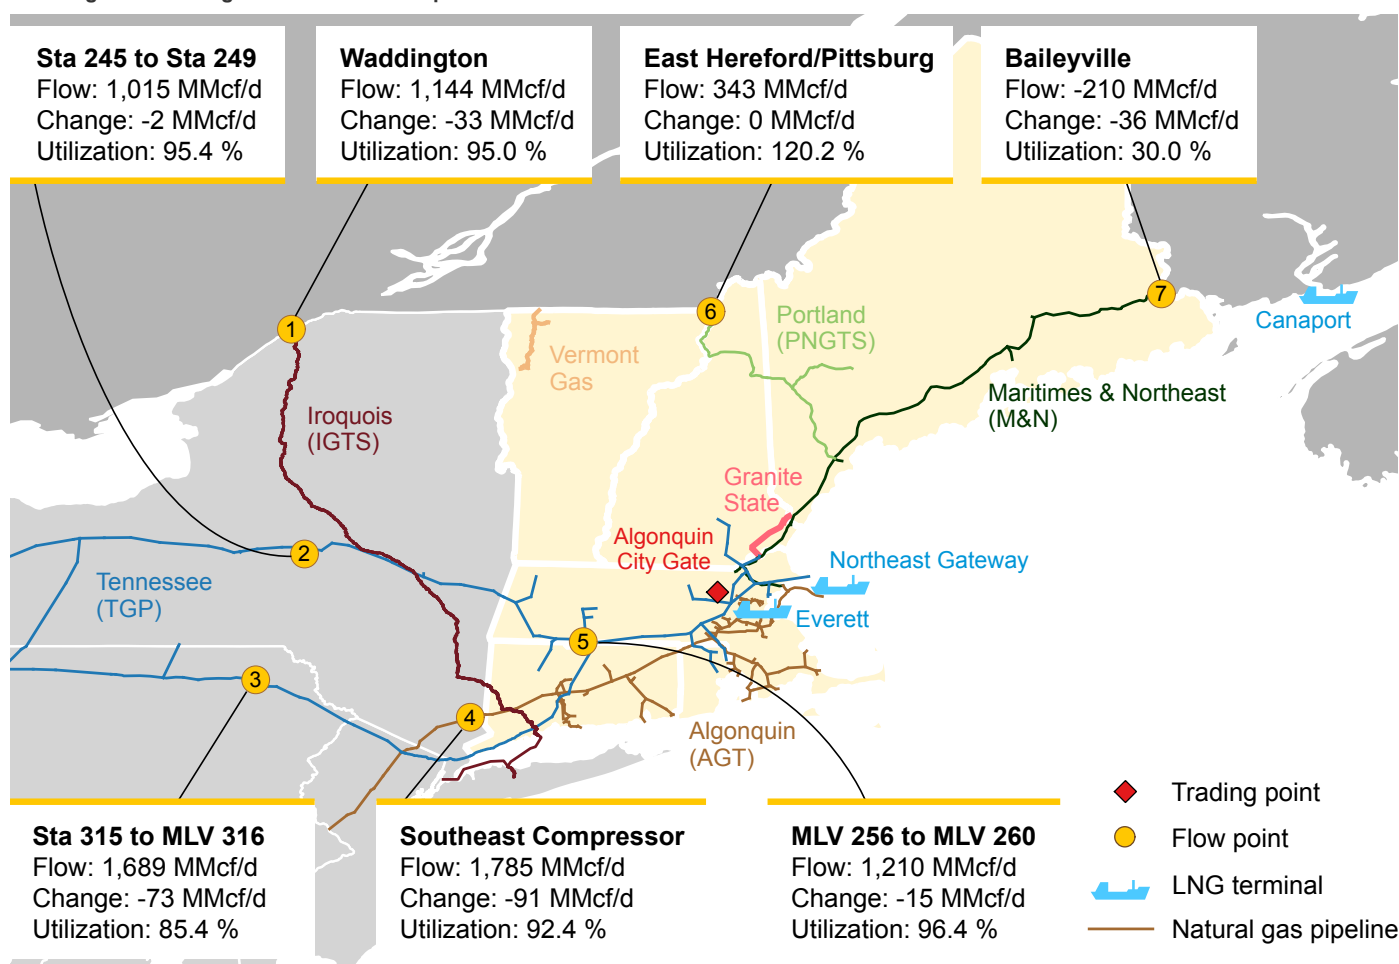 Sta 245 to Sta 249
Flow: 1,015 MMcf/d
Change: -2 MMcf/d
Utilization: 95.4 %
Waddington
Flow: 1,144 MMcf/d
Change: -33 MMcf/d
Utilization: 95.0 %
East Hereford/Pittsburg
Flow: 343 MMcf/d
Change: 0 MMcf/d
Utilization: 120.2 %
Baileyville
Flow: -210 MMcf/d
Change: -36 MMcf/d
Utilization: 30.0 %
1
6
7
Canaport
Portland
(PNGTS)
Vermont
Gas
Maritimes & Northeast
(M&N)
Iroquois
(IGTS)
Granite
State
Algonquin
City Gate
2
Northeast Gateway
Tennessee
(TGP)
Everett
5
3
4
Algonquin
(AGT)
Sta 315 to MLV 316
Flow: 1,689 MMcf/d
Change: -73 MMcf/d
Utilization: 85.4 %
Southeast Compressor
Flow: 1,785 MMcf/d
Change: -91 MMcf/d
Utilization: 92.4 %
MLV 256 to MLV 260
Flow: 1,210 MMcf/d
Change: -15 MMcf/d
Utilization: 96.4 %
Trading point
Flow point
LNG terminal
Natural gas pipeline